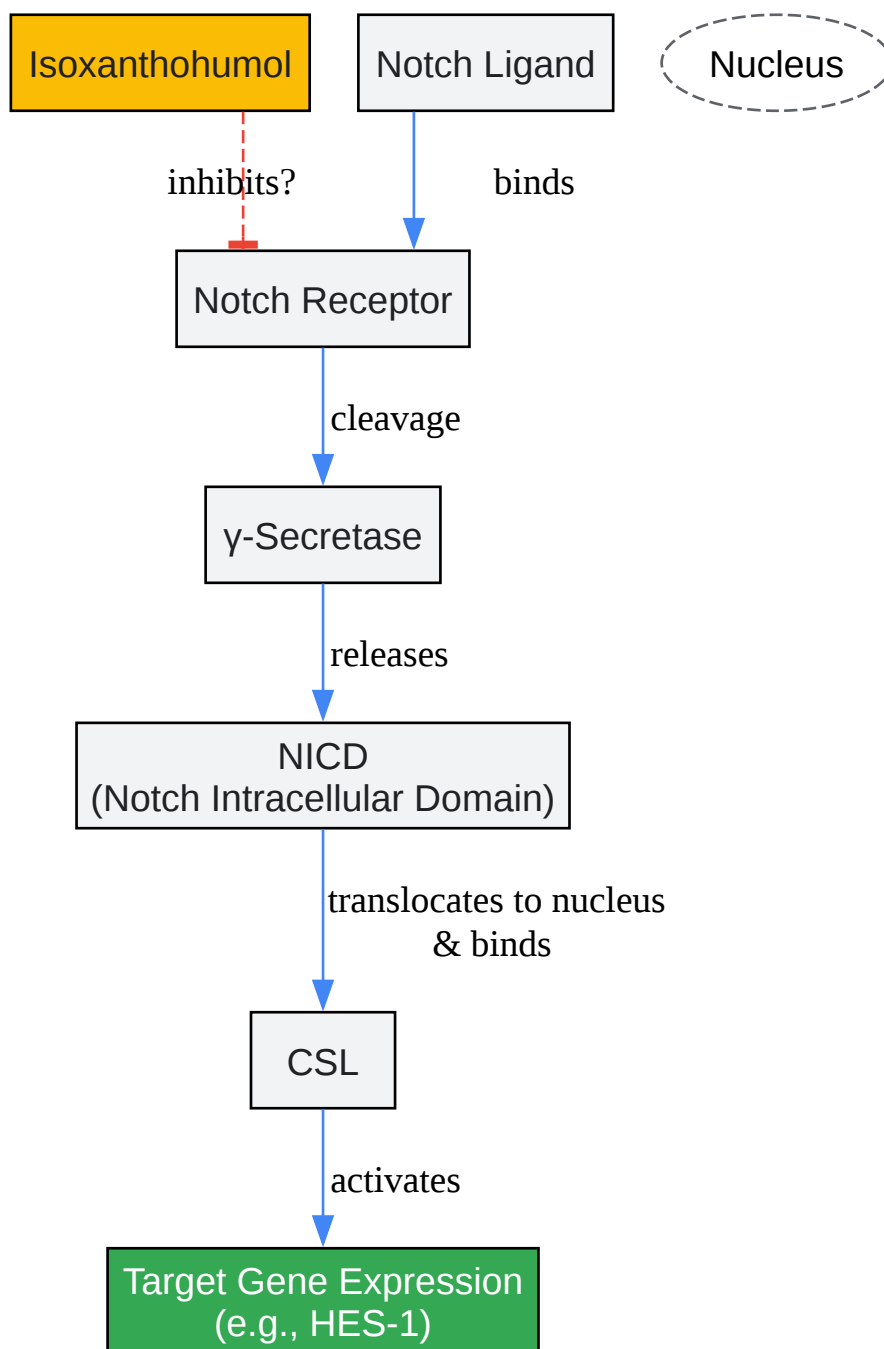 Isoxanthohumol
Notch Ligand
Nucleus
inhibits?
binds
Notch Receptor
cleavage
γ-Secretase
releases
NICD
(Notch Intracellular Domain)
translocates to nucleus
& binds
CSL
activates
Target Gene Expression
(e.g., HES-1)